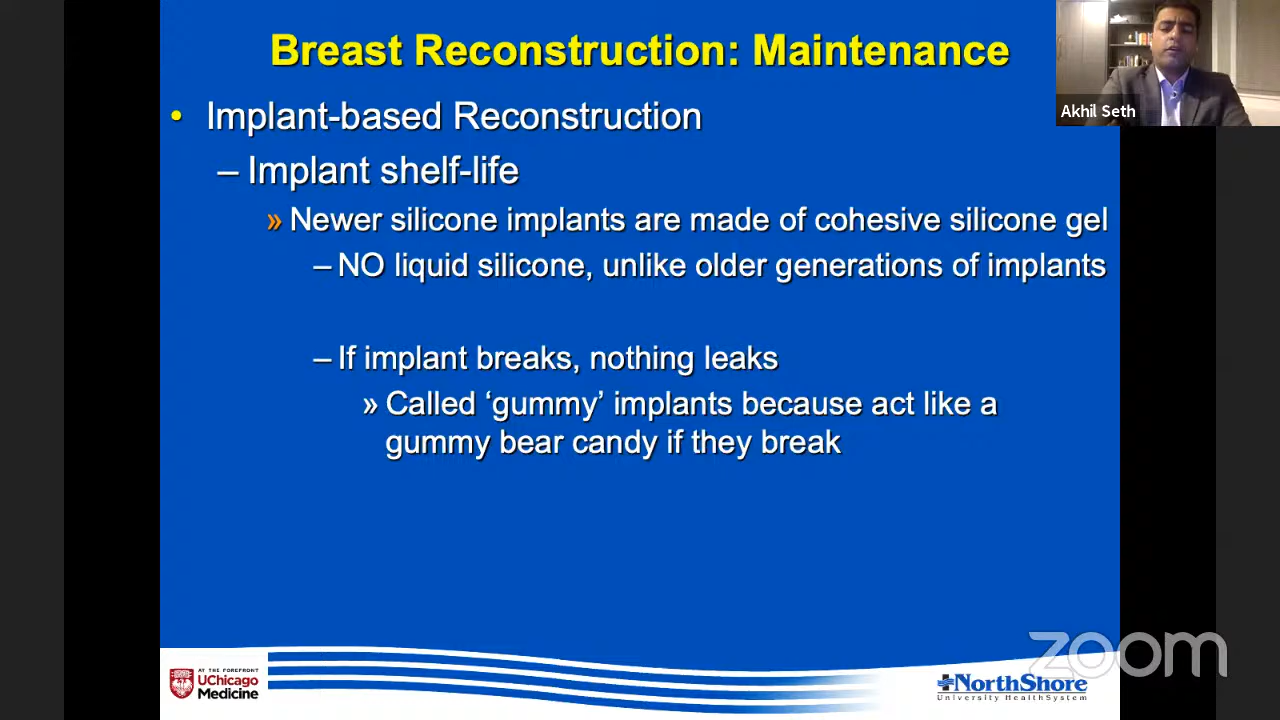 Breast Reconstruction: Maintenance
Akhil Seth
• Implant-based Reconstruction
– Implant shelf-life
» Newer silicone implants are made of cohesive silicone gel
– NO liquid silicone, unlike older generations of implants
– If implant breaks, nothing leaks
» Called ‘gummy’ implants because act like a
gummy bear candy if they break
zoom
AT THE FOREFRONT
UChicago
Medicine
NorthShore
University HealthSystem